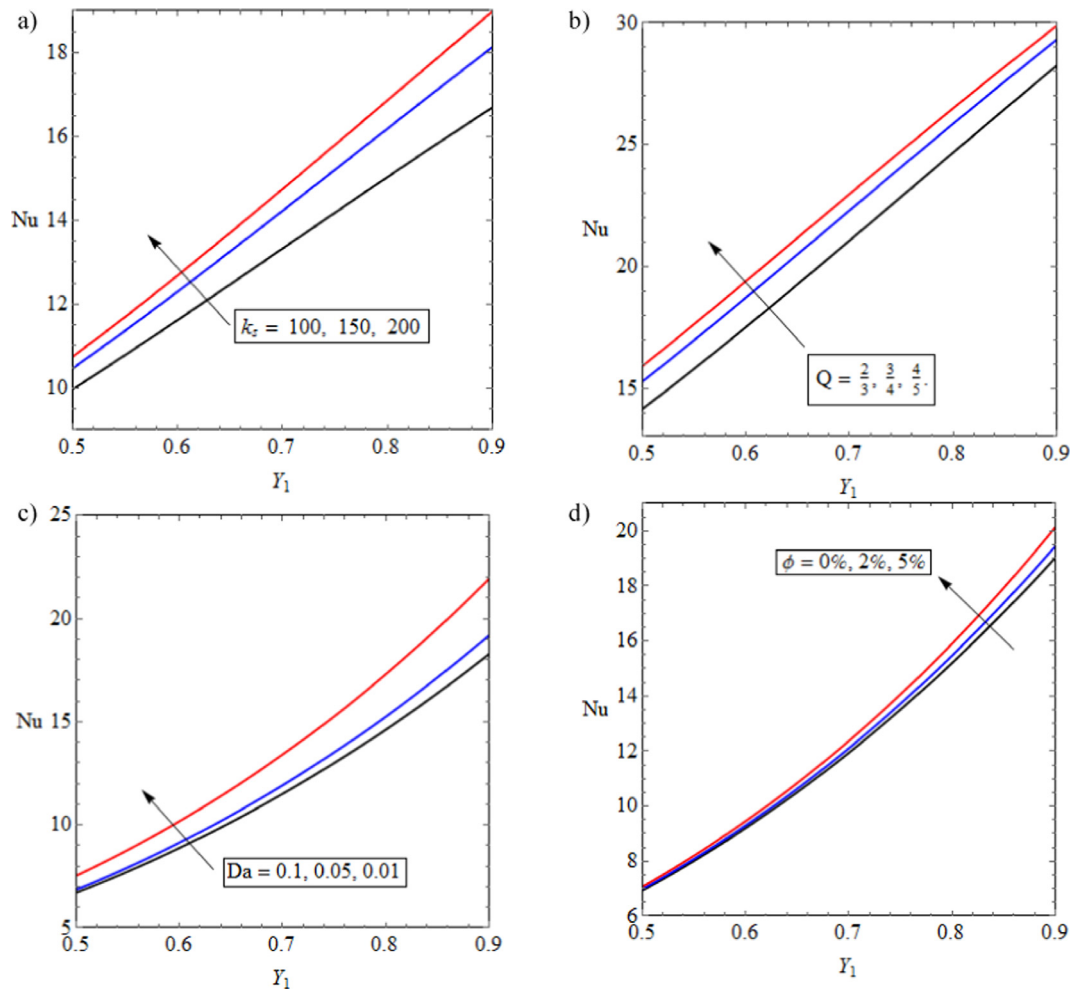 a)
18
16
Nu 14
12
10
k_s = 100, 150, 200
0.5 0.6 0.7 0.8 0.9
Y₁
b)
30
25
Nu
20
15
Q = 2/3, 3/4, 4/5.
0.5 0.6 0.7 0.8 0.9
Y₁
c)
25
20
Nu 15
10
5
Da = 0.1, 0.05, 0.01
0.5 0.6 0.7 0.8 0.9
Y₁
d)
20
18
16
14
Nu
12
10
8
6
ϕ = 0%, 2%, 5%
0.5 0.6 0.7 0.8 0.9
Y₁